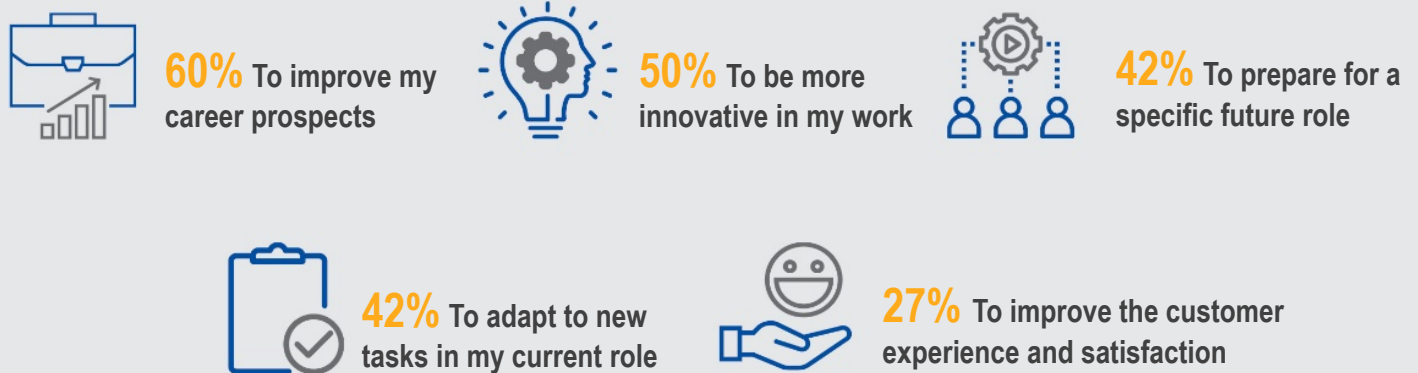 60% To improve my
career prospects
50% To be more
innovative in my work
42% To prepare for a
specific future role
42% To adapt to new
tasks in my current role
27% To improve the customer
experience and satisfaction